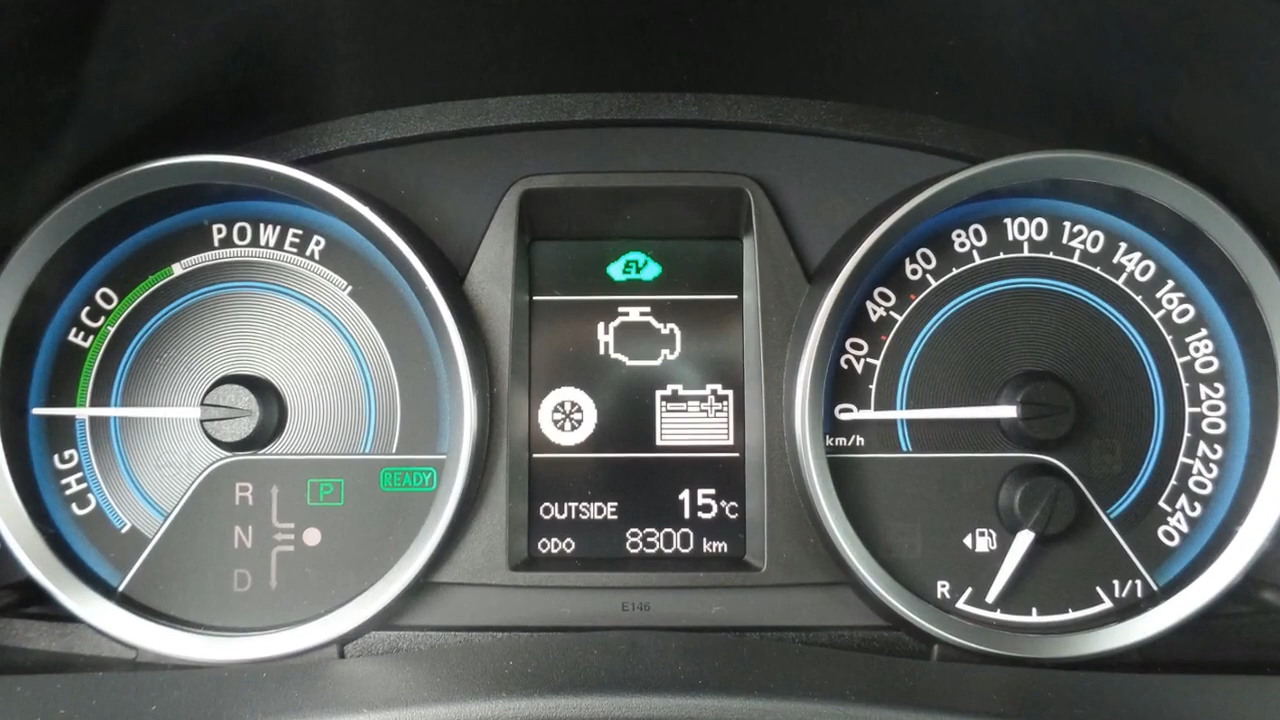 POWER
ECO
CHG
R
N
D
P
READY
EV
OUTSIDE 15°C
ODO 8300 km
E146
0
20
40
60
80
100
120
140
160
180
200
220
240
km/h
R
1/1